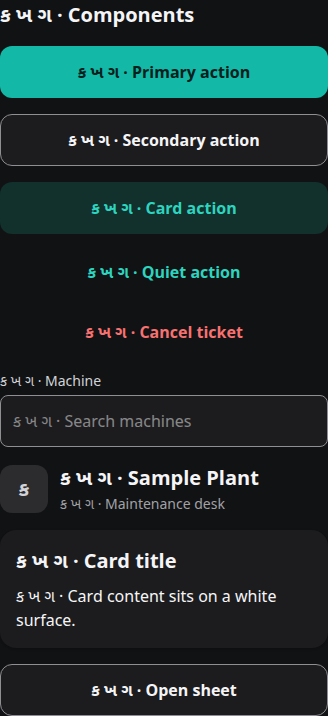 ક ખ ગ · Components
ક ખ ગ · Primary action
ક ખ ગ · Secondary action
ક ખ ગ · Card action
ક ખ ગ · Quiet action
ક ખ ગ · Cancel ticket
ક ખ ગ · Machine
ક ખ ગ · Search machines
ક
ક ખ ગ · Sample Plant
ક ખ ગ · Maintenance desk
ક ખ ગ · Card title
ક ખ ગ · Card content sits on a white
surface.
ક ખ ગ · Open sheet